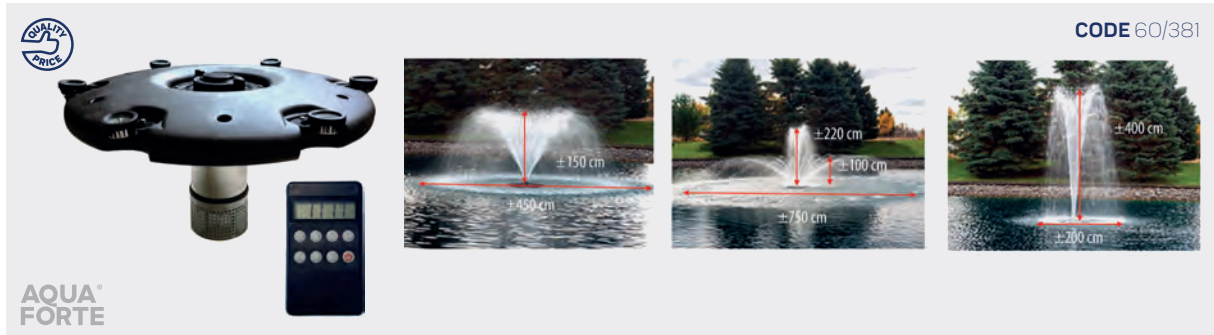 QUALITY
PRICE
CODE 60/381
±150 cm
±450 cm
±220 cm
±100 cm
±750 cm
±400 cm
±200 cm
AQUA®
FORTE